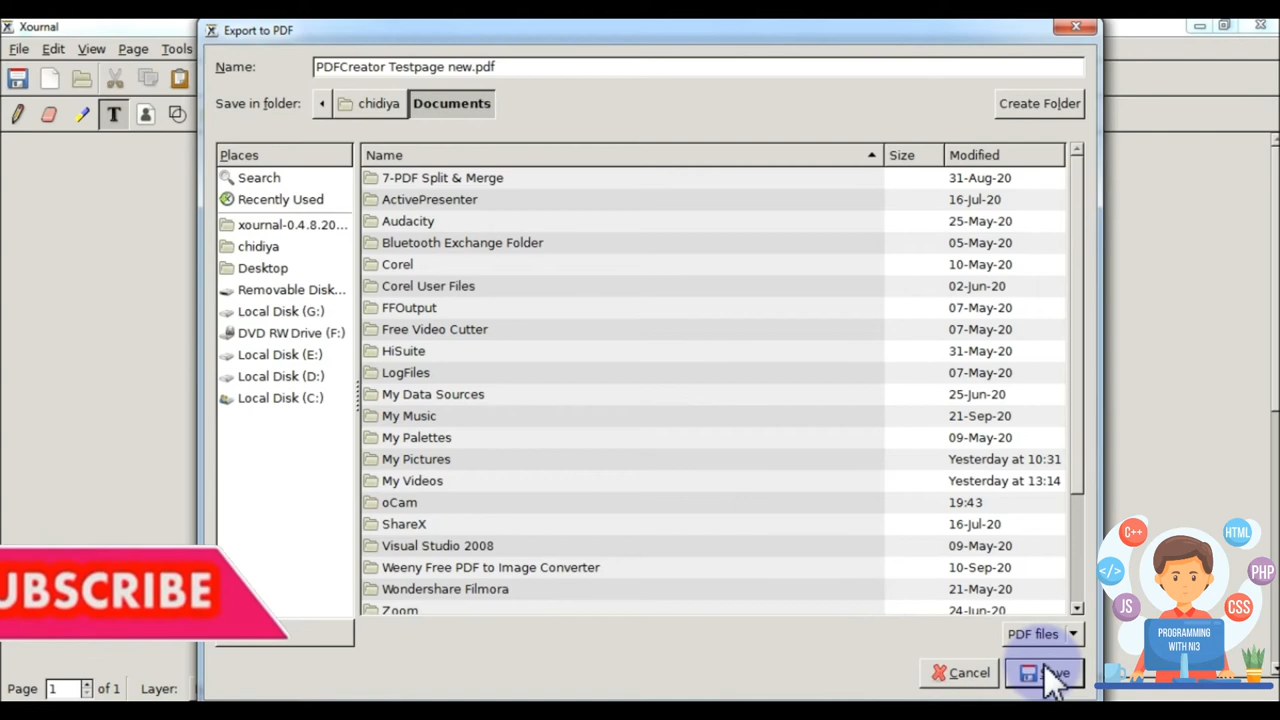 Xournal
Export to PDF
File Edit View Page Tools
Name: PDFCreator Testpage new.pdf
Save in folder: chidiya Documents Create Folder
T
Places
Search
Recently Used
xournal-0.4.8.20...
chidiya
Desktop
Removable Disk...
Local Disk (G:)
DVD RW Drive (F:)
Local Disk (E:)
Local Disk (D:)
Local Disk (C:)
Name Size Modified
7-PDF Split & Merge 31-Aug-20
ActivePresenter 16-Jul-20
Audacity 25-May-20
Bluetooth Exchange Folder 05-May-20
Corel 10-May-20
Corel User Files 02-Jun-20
FFOutput 07-May-20
Free Video Cutter 07-May-20
HiSuite 31-May-20
LogFiles 07-May-20
My Data Sources 25-Jun-20
My Music 21-Sep-20
My Palettes 09-May-20
My Pictures Yesterday at 10:31
My Videos Yesterday at 13:14
oCam 19:43
ShareX 16-Jul-20
Visual Studio 2008 09-May-20
Weeny Free PDF to Image Converter 10-Sep-20
Wondershare Filmora 21-May-20
Zoom 24-Jun-20
PDF files
Cancel
UBSCRIBE
Page 1 of 1 Layer:
C++
HTML
</>
PHP
JS
CSS
PROGRAMMING
WITH NI3